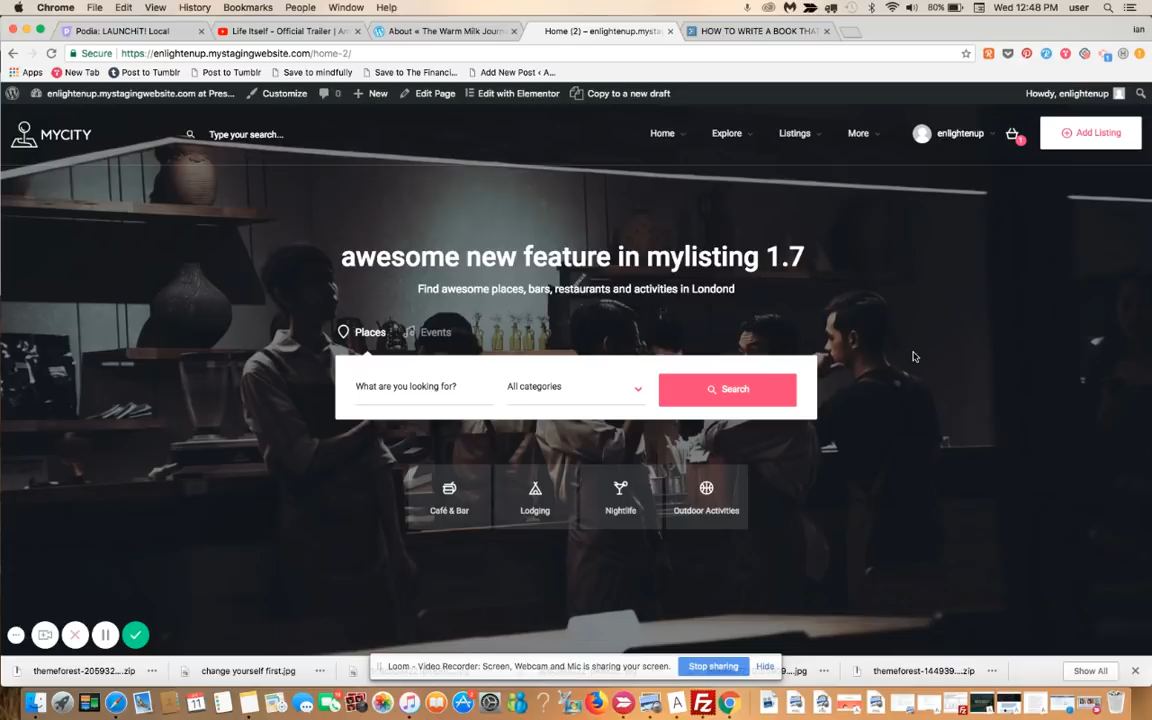 Chrome File Edit View History Bookmarks People Window Help 80% Wed 12:48 PM user
Podia: LAUNCHiT! Local
Life Itself - Official Trailer | Am
About « The Warm Milk Journa
Home (2) – enlightenup.mysta
HOW TO WRITE A BOOK THAT
Ian
Secure https://enlightenup.mystagingwebsite.com/home-2/
Apps New Tab Post to Tumblr Post to Tumblr Save to mindfully Save to The Financi... Add New Post ‹ A...
enlightenup.mystagingwebsite.com at Pres... Customize 0 New Edit Page Edit with Elementor Copy to a new draft Howdy, enlightenup
MYCITY Type your search... Home Explore Listings More enlightenup 1 Add Listing
awesome new feature in mylisting 1.7
Find awesome places, bars, restaurants and activities in Londond
Places Events
What are you looking for? All categories Search
Café & Bar Lodging Nightlife Outdoor Activities
Loom - Video Recorder: Screen, Webcam and Mic is sharing your screen. Stop sharing Hide
themeforest-205932....zip change yourself first.jpg themeforest-144939....zip Show All